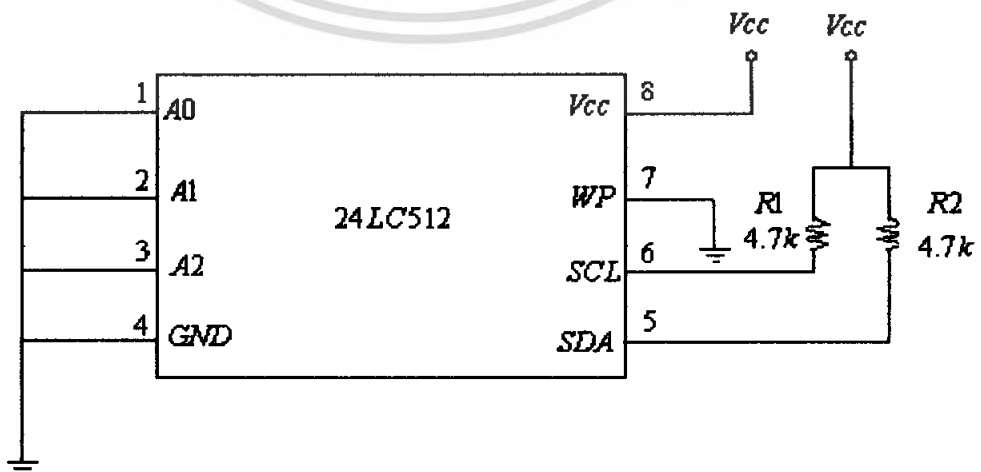 Vcc Vcc
1 A0 Vcc 8
2 A1 WP 7
24LC512
R1 R2
4.7k 4.7k
3 A2 SCL 6
4 GND SDA 5